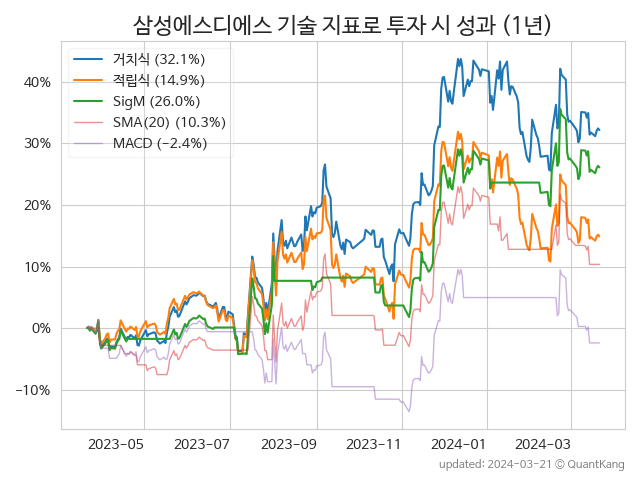 삼성에스디에스 기술 지표로 투자 시 성과 (1년)
거치식 (32.1%)
적립식 (14.9%)
SigM (26.0%)
SMA(20) (10.3%)
MACD (−2.4%)
40%
30%
20%
10%
0%
−10%
2023-05 2023-07 2023-09 2023-11 2024-01 2024-03
updated: 2024-03-21 © QuantKang